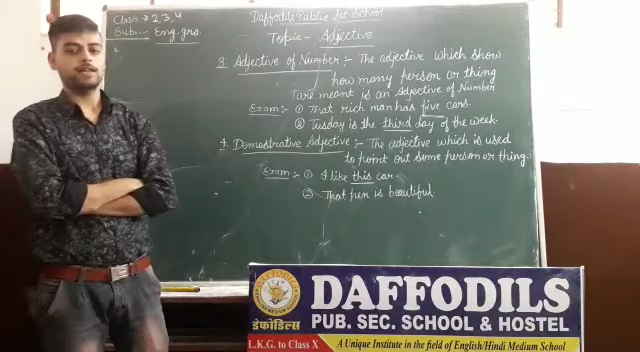 Class → 2, 3, 4
Daffodils Public Sec School
Sub:- Eng. gra.
Topic - Adjective
3. Adjective of Number :- The adjective which show
how many person or thing
are meant is an Adjective of Number
Exam :- ① That rich man has five cars.
② Tuesday is the third day of the week.
4. Demostrative Adjective :- The adjective which is used
to point out some person or thing.
Exam :- ① I like this car.
② That pen is beautiful.
DAFFODILS
डेफोडिल्स
PUB. SEC. SCHOOL & HOSTEL
L.K.G. to Class X
A Unique Institute in the field of English/Hindi Medium School